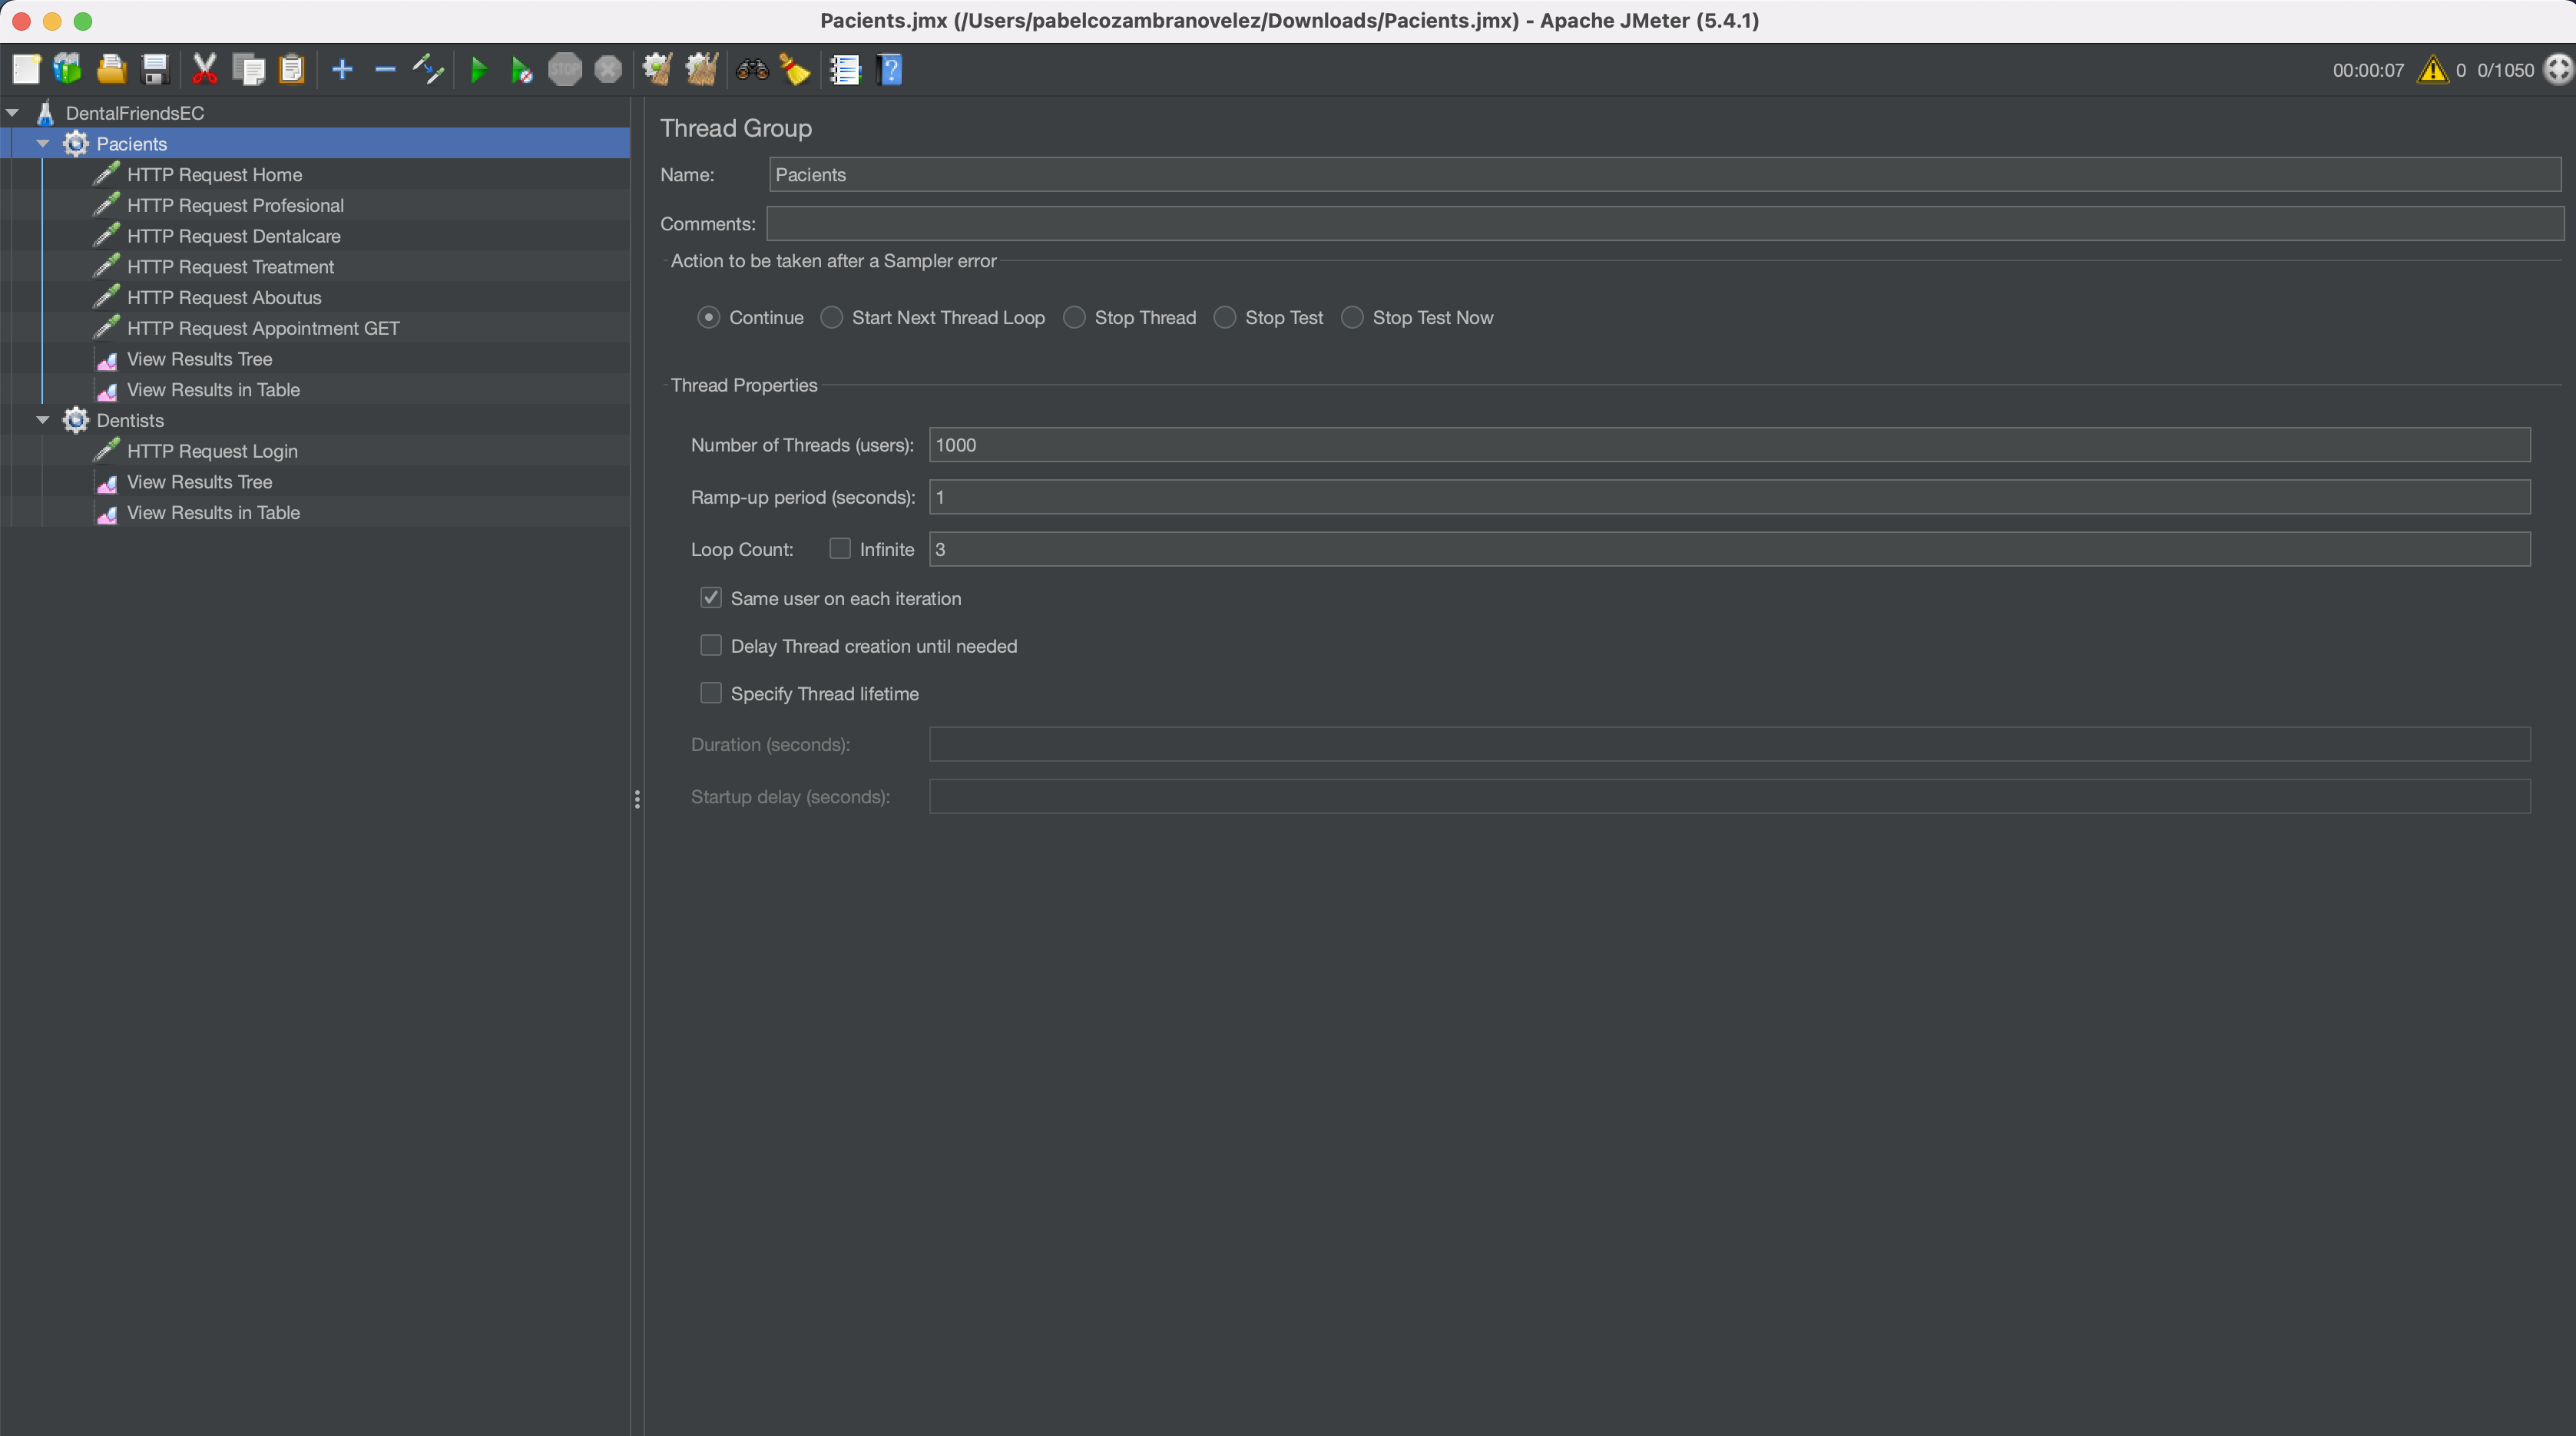 Pacients.jmx (/Users/pabelcozambranovelez/Downloads/Pacients.jmx) - Apache JMeter (5.4.1)
STOP
00:00:07 0 0/1050
DentalFriendsEC
Pacients
HTTP Request Home
HTTP Request Profesional
HTTP Request Dentalcare
HTTP Request Treatment
HTTP Request Aboutus
HTTP Request Appointment GET
View Results Tree
View Results in Table
Dentists
HTTP Request Login
View Results Tree
View Results in Table
Thread Group
Name: Pacients
Comments:
Action to be taken after a Sampler error
Continue Start Next Thread Loop Stop Thread Stop Test Stop Test Now
Thread Properties
Number of Threads (users): 1000
Ramp-up period (seconds): 1
Loop Count: Infinite 3
Same user on each iteration
Delay Thread creation until needed
Specify Thread lifetime
Duration (seconds):
Startup delay (seconds):